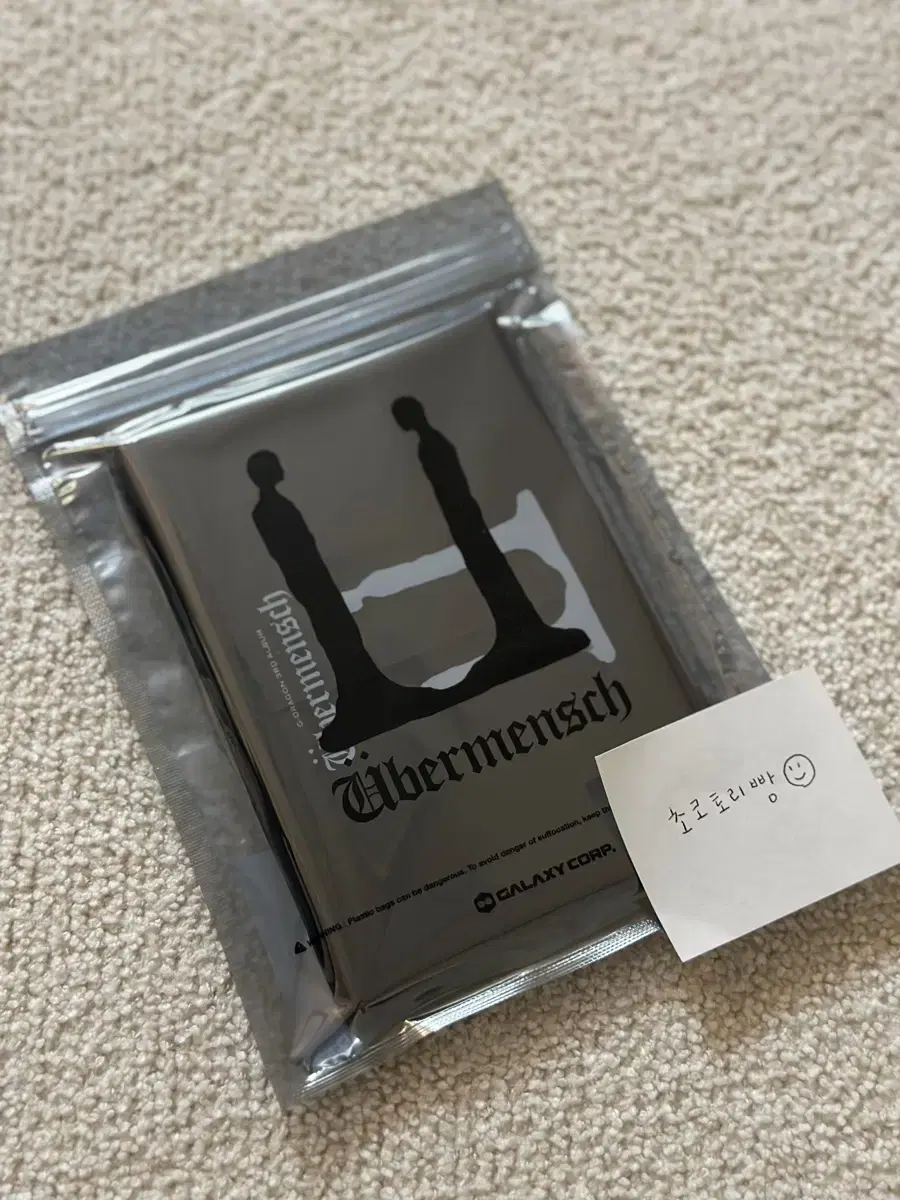 Übermensch
G-DRAGON 3RD ALBUM
Übermensch
WARNING : Plastic bags can be dangerous. To avoid danger of suffocation, keep
GALAXY CORP.
초코토리빵